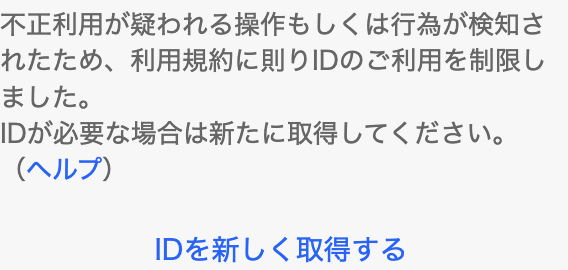 不正利用が疑われる操作もしくは行為が検知さ
れたため、利用規約に則りIDのご利用を制限し
ました。
IDが必要な場合は新たに取得してください。
（ヘルプ）
IDを新しく取得する